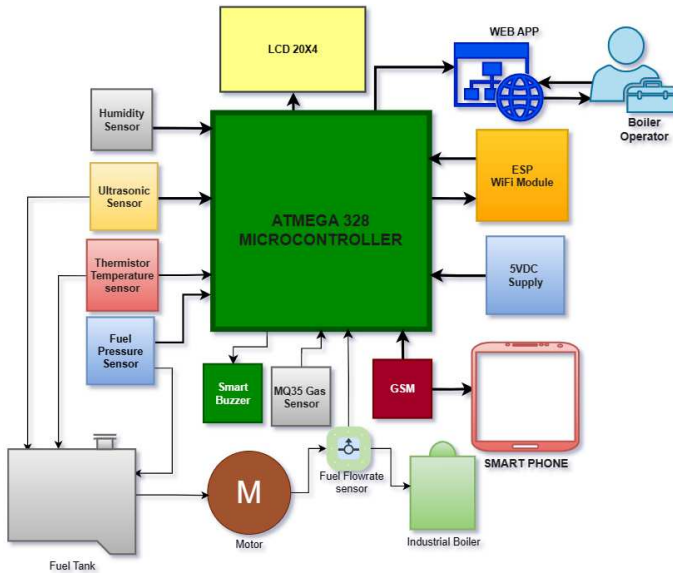 LCD 20X4
WEB APP
Boiler
Operator
Humidity
Sensor
Ultrasonic
Sensor
ESP
WiFi Module
ATMEGA 328
MICROCONTROLLER
Thermistor
Temperature
sensor
5VDC
Supply
Fuel
Pressure
Sensor
Smart
Buzzer
MQ35 Gas
Sensor
GSM
SMART PHONE
M
Fuel Flowrate
sensor
Fuel Tank
Motor
Industrial Boiler